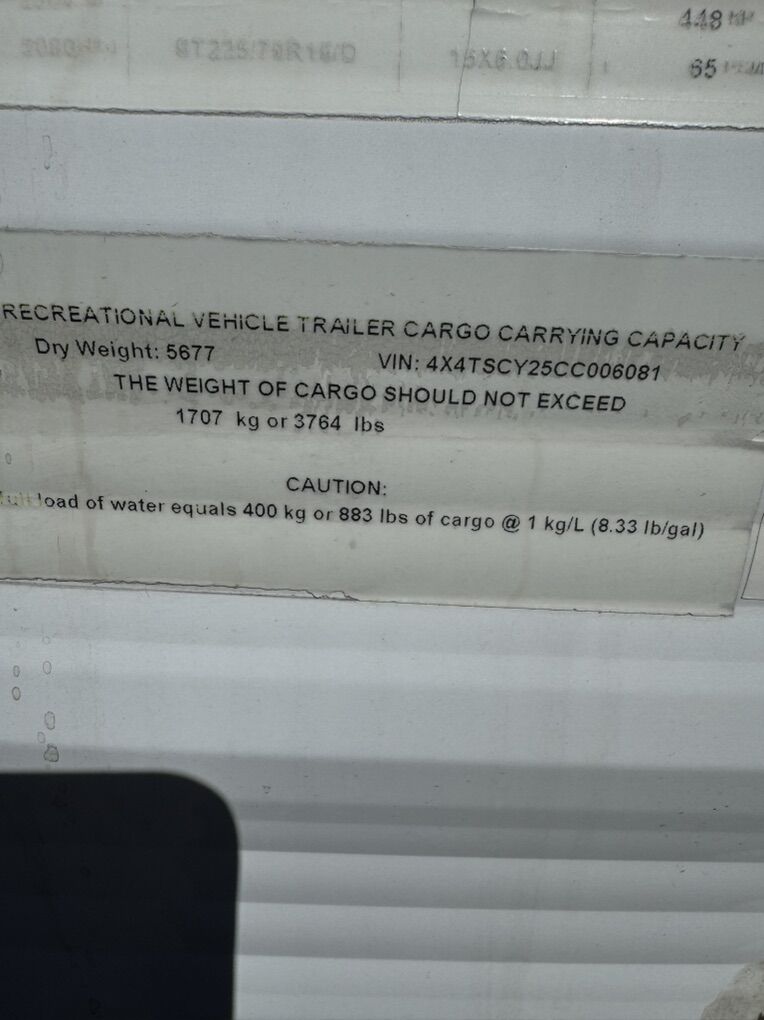 448
ST225/75R15/D 15X6.0JJ 65
RECREATIONAL VEHICLE TRAILER CARGO CARRYING CAPACITY
Dry Weight: 5677 VIN: 4X4TSCY25CC006081
THE WEIGHT OF CARGO SHOULD NOT EXCEED
1707 kg or 3764 lbs
CAUTION:
load of water equals 400 kg or 883 lbs of cargo @ 1 kg/L (8.33 lb/gal)